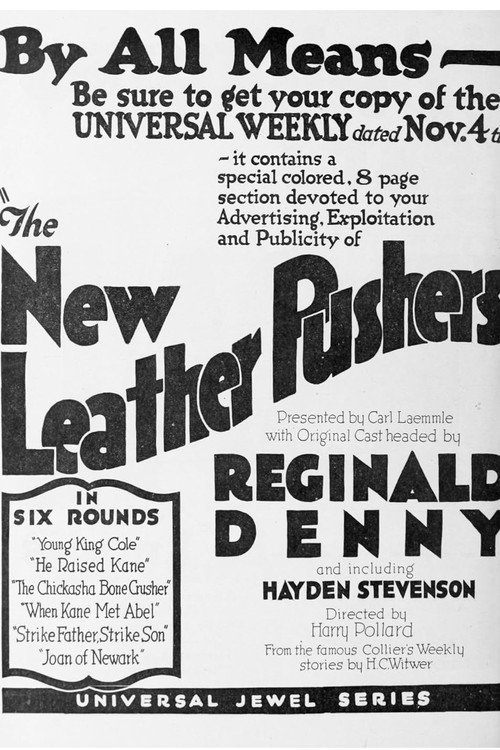 By All Means—
Be sure to get your copy of the
UNIVERSAL WEEKLY dated Nov. 4th
- it contains a
special colored, 8 page
section devoted to your
Advertising, Exploitation
and Publicity of
"The
New
Leather Pushers
Presented by Carl Laemmle
with Original Cast headed by
REGINALD
DENNY
and including
HAYDEN STEVENSON
Directed by
Harry Pollard
From the famous Collier's Weekly
stories by H.C. Witwer
IN
SIX ROUNDS
"Young King Cole"
"He Raised Kane"
"The Chickasha Bone Crusher"
"When Kane Met Abel"
"Strike Father, Strike Son"
"Joan of Newark"
UNIVERSAL JEWEL SERIES